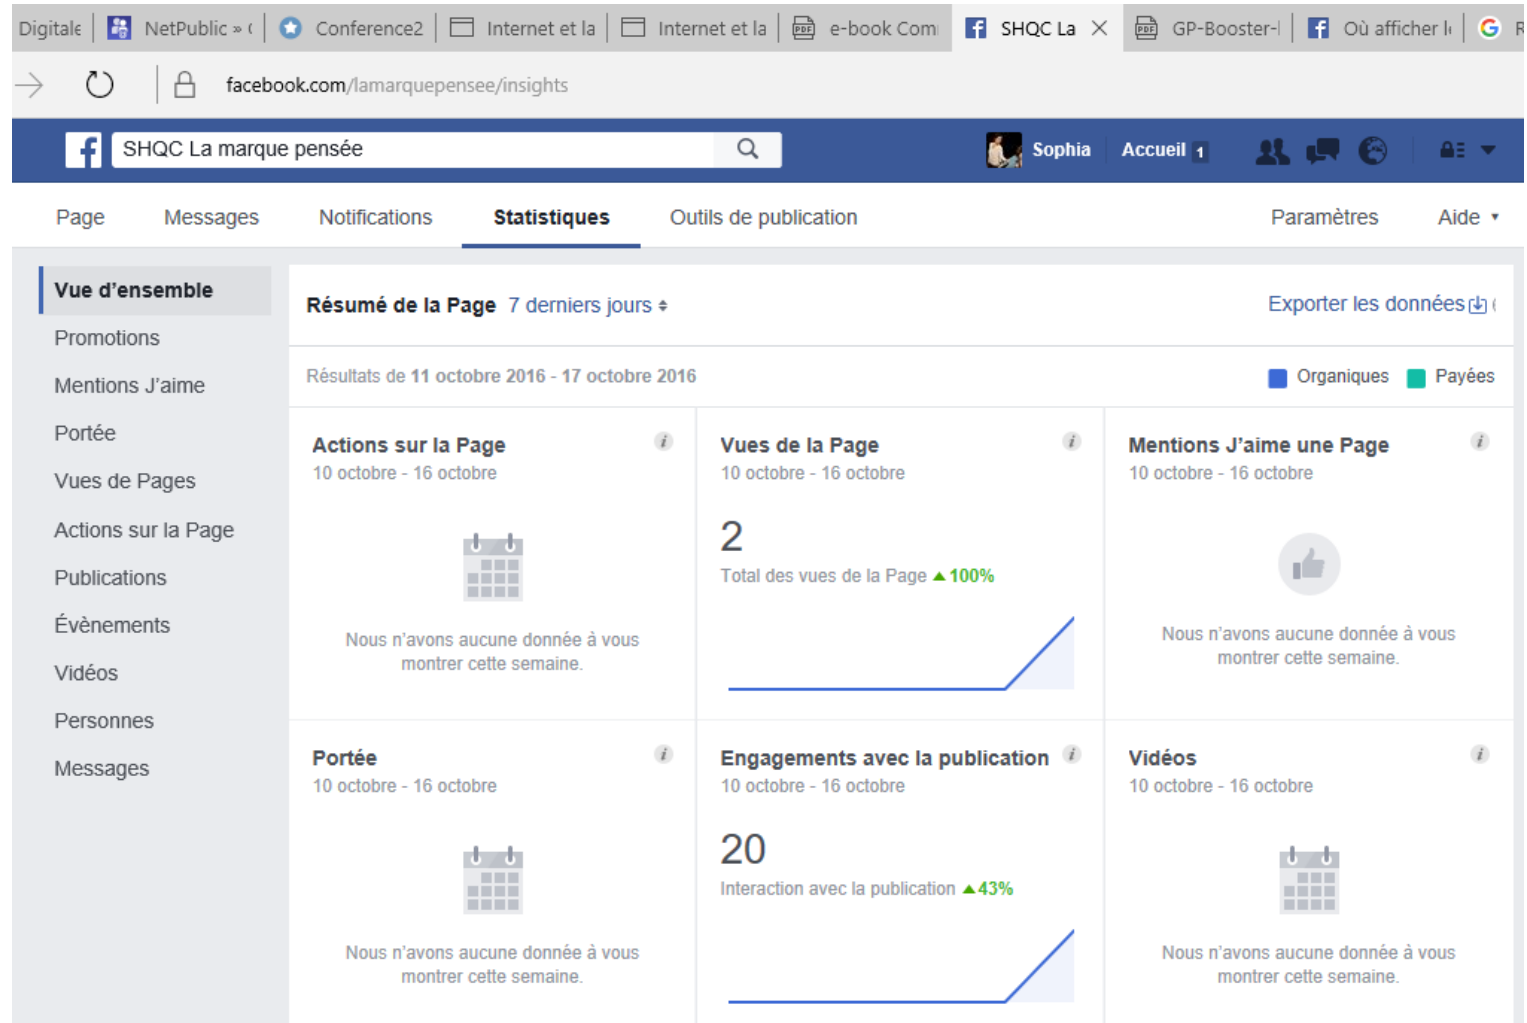 Digitale NetPublic » Conference2 Internet et la Internet et la e-book Com SHQC La GP-Booster- Où afficher
facebook.com/lamarquepensee/insights
SHQC La marque pensée Sophia Accueil 1
Page Messages Notifications Statistiques Outils de publication Paramètres Aide
Vue d'ensemble
Promotions
Mentions J'aime
Portée
Vues de Pages
Actions sur la Page
Publications
Évènements
Vidéos
Personnes
Messages
Résumé de la Page 7 derniers jours Exporter les données
Résultats de 11 octobre 2016 - 17 octobre 2016 Organiques Payées
Actions sur la Page
10 octobre - 16 octobre
Nous n'avons aucune donnée à vous
montrer cette semaine.
Vues de la Page
10 octobre - 16 octobre
2
Total des vues de la Page ▲100%
Mentions J'aime une Page
10 octobre - 16 octobre
Nous n'avons aucune donnée à vous
montrer cette semaine.
Portée
10 octobre - 16 octobre
Nous n'avons aucune donnée à vous
montrer cette semaine.
Engagements avec la publication
10 octobre - 16 octobre
20
Interaction avec la publication ▲43%
Vidéos
10 octobre - 16 octobre
Nous n'avons aucune donnée à vous
montrer cette semaine.